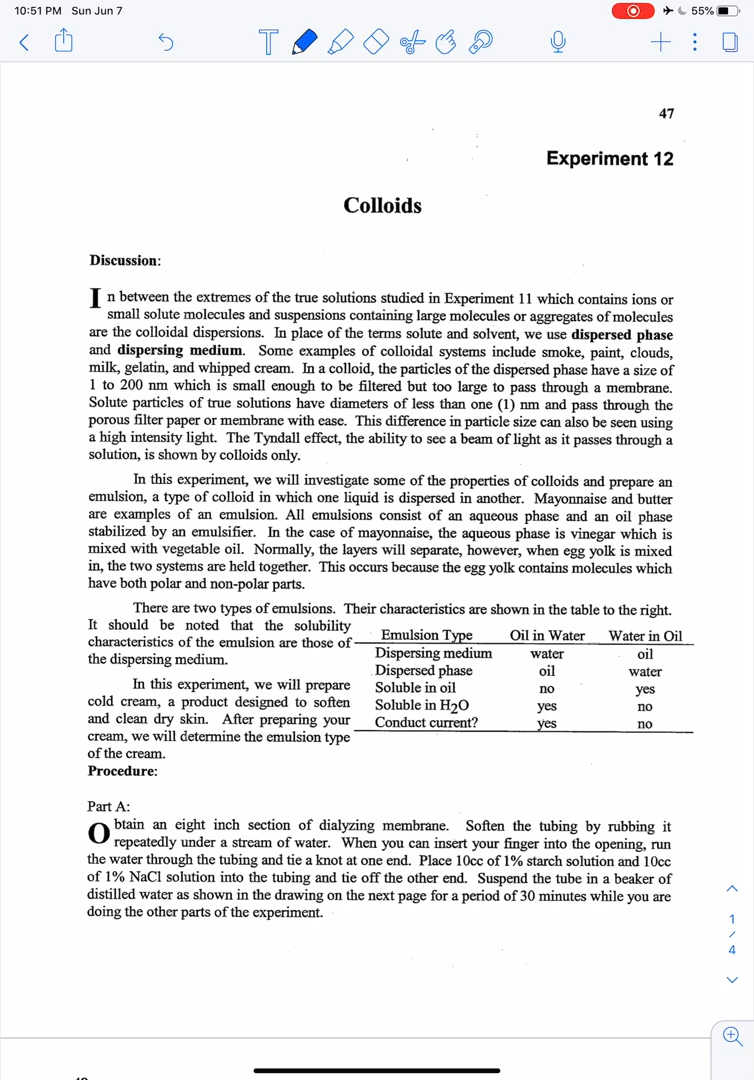 10:51 PM Sun Jun 7
55%
47
Experiment 12
Colloids
Discussion:
In between the extremes of the true solutions studied in Experiment 11 which contains ions or
small solute molecules and suspensions containing large molecules or aggregates of molecules
are the colloidal dispersions. In place of the terms solute and solvent, we use dispersed phase
and dispersing medium. Some examples of colloidal systems include smoke, paint, clouds,
milk, gelatin, and whipped cream. In a colloid, the particles of the dispersed phase have a size of
1 to 200 nm which is small enough to be filtered but too large to pass through a membrane.
Solute particles of true solutions have diameters of less than one (1) nm and pass through the
porous filter paper or membrane with ease. This difference in particle size can also be seen using
a high intensity light. The Tyndall effect, the ability to see a beam of light as it passes through a
solution, is shown by colloids only.
In this experiment, we will investigate some of the properties of colloids and prepare an
emulsion, a type of colloid in which one liquid is dispersed in another. Mayonnaise and butter
are examples of an emulsion. All emulsions consist of an aqueous phase and an oil phase
stabilized by an emulsifier. In the case of mayonnaise, the aqueous phase is vinegar which is
mixed with vegetable oil. Normally, the layers will separate, however, when egg yolk is mixed
in, the two systems are held together. This occurs because the egg yolk contains molecules which
have both polar and non-polar parts.
There are two types of emulsions. Their characteristics are shown in the table to the right.
It should be noted that the solubility
characteristics of the emulsion are those of
the dispersing medium.
In this experiment, we will prepare
cold cream, a product designed to soften
and clean dry skin. After preparing your
cream, we will determine the emulsion type
of the cream.
Emulsion Type Oil in Water Water in Oil
Dispersing medium water oil
Dispersed phase oil water
Soluble in oil no yes
Soluble in H2O yes no
Conduct current? yes no
Procedure:
Part A:
Obtain an eight inch section of dialyzing membrane. Soften the tubing by rubbing it
repeatedly under a stream of water. When you can insert your finger into the opening, run
the water through the tubing and tie a knot at one end. Place 10cc of 1% starch solution and 10cc
of 1% NaCl solution into the tubing and tie off the other end. Suspend the tube in a beaker of
distilled water as shown in the drawing on the next page for a period of 30 minutes while you are
doing the other parts of the experiment.
1
/
4